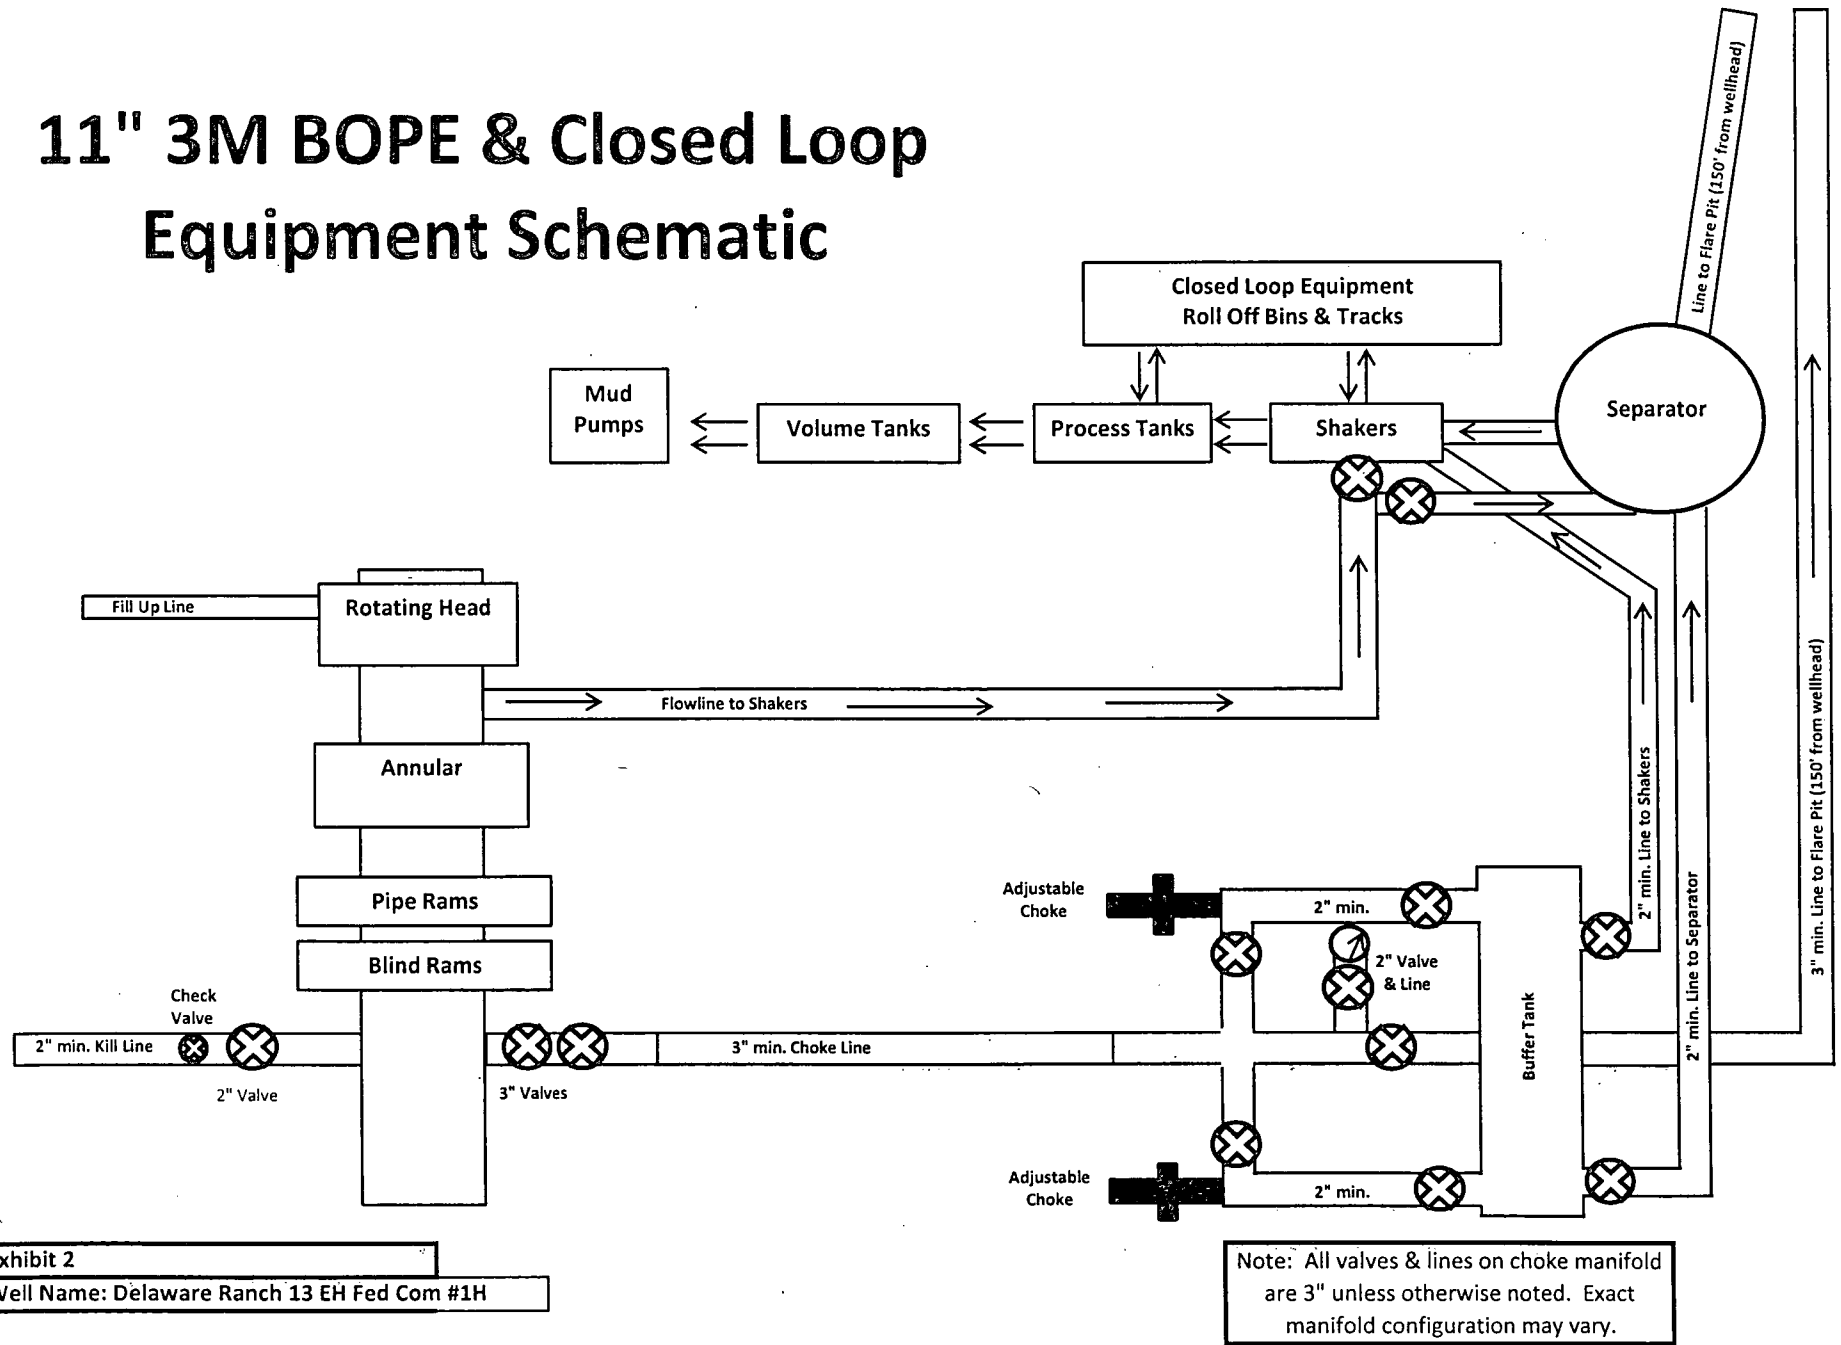 11" 3M BOPE & Closed Loop
Equipment Schematic
Line to Flare Pit (150' from wellhead)
Closed Loop Equipment
Roll Off Bins & Tracks
Mud
Pumps
Volume Tanks
Process Tanks
Shakers
Separator
Fill Up Line
Rotating Head
Flowline to Shakers
Annular
Pipe Rams
Blind Rams
Check
Valve
2" min. Kill Line
2" Valve
3" Valves
3" min. Choke Line
Adjustable
Choke
2" min.
2" Valve
& Line
Buffer Tank
2" min. Line to Shakers
2" min. Line to Separator
3" min. Line to Flare Pit (150' from wellhead)
Adjustable
Choke
2" min.
xhibit 2
Well Name: Delaware Ranch 13 EH Fed Com #1H
Note: All valves & lines on choke manifold
are 3" unless otherwise noted. Exact
manifold configuration may vary.